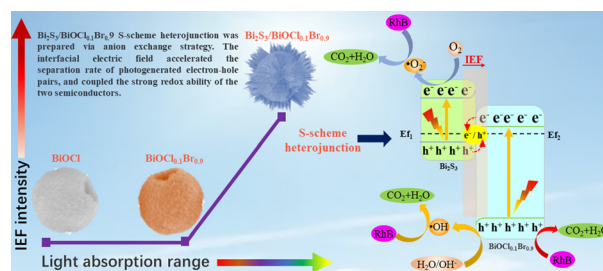 Bi₂S₃/BiOCl₀.₁Br₀.9 S-scheme heterojunction was
prepared via anion exchange strategy. The
interfacial electric field accelerated the
separation rate of photogenerated electron-hole
pairs, and coupled the strong redox ability of the
two semiconductors.
Bi₂S₃/BiOCl₀.₁Br₀.₉
BiOCl
BiOCl₀.₁Br₀.₉
IEF intensity
Light absorption range
S-scheme
heterojunction
RhB
O₂
CO₂+H₂O
•O₂⁻
IEF
e⁻ e⁻ e⁻ e⁻
e⁻ e⁻ e⁻ e⁻
Ef₁
e⁻/h⁺
Ef₂
h⁺ h⁺ h⁺ h⁺
Bi₂S₃
CO₂+H₂O
RhB
•OH
h⁺ h⁺ h⁺ h⁺ h⁺
CO₂+H₂O
BiOCl₀.₁Br₀.₉
H₂O/OH⁻
RhB